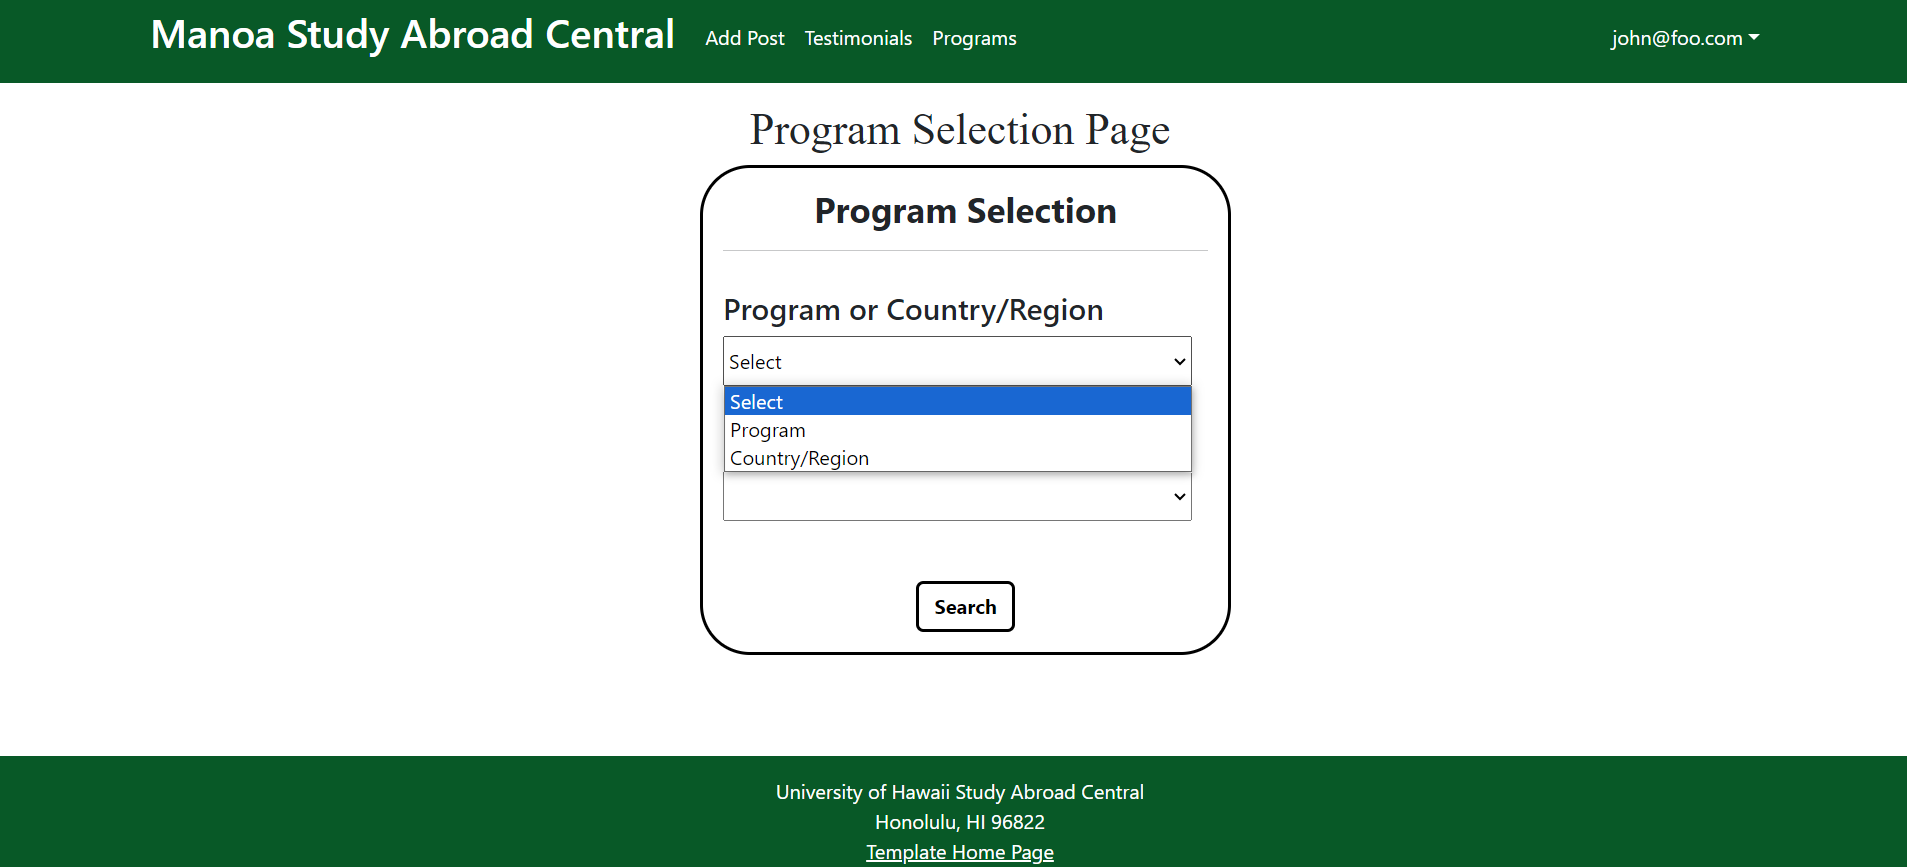 Manoa Study Abroad Central Add Post Testimonials Programs john@foo.com
Program Selection Page
Program Selection
Program or Country/Region
Select
Select
Program
Country/Region
Search
University of Hawaii Study Abroad Central
Honolulu, HI 96822
Template Home Page